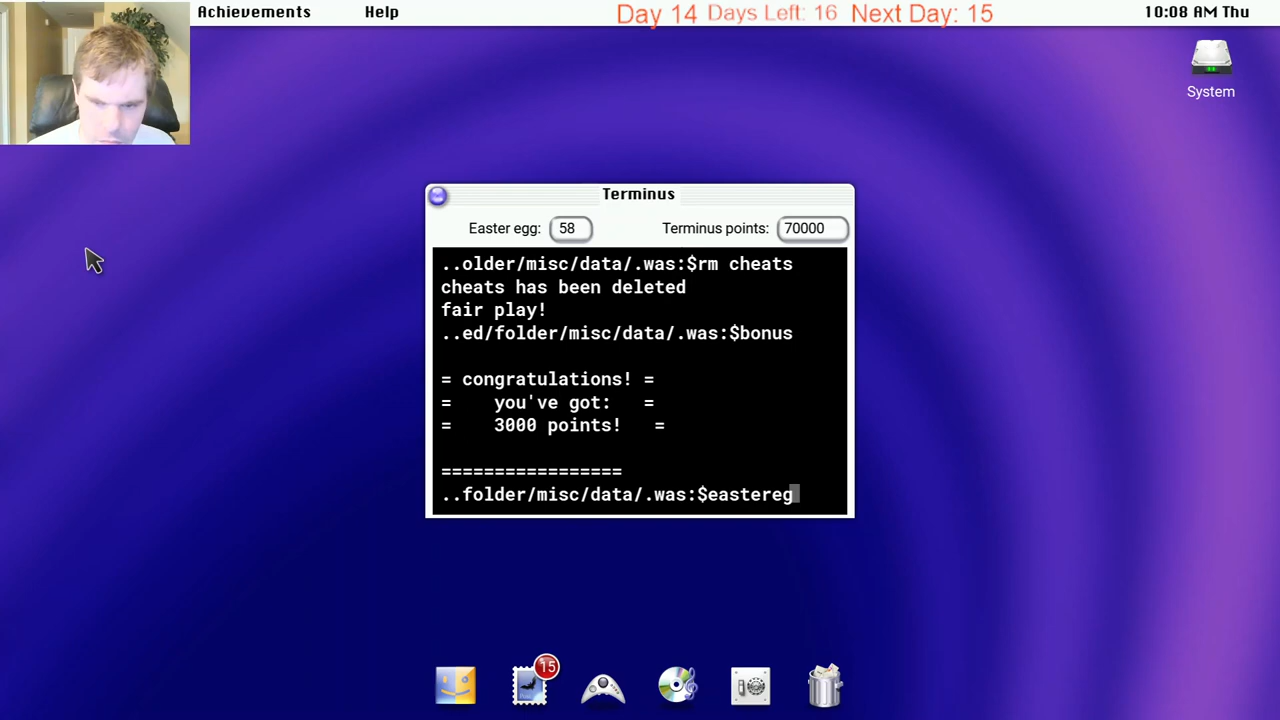 Achievements Help Day 14 Days Left: 16 Next Day: 15 10:08 AM Thu
System
Terminus
Easter egg: 58 Terminus points: 70000
..older/misc/data/.was:$rm cheats
cheats has been deleted
fair play!
..ed/folder/misc/data/.was:$bonus
= congratulations! =
= you've got: =
= 3000 points! =
=================
..folder/misc/data/.was:$eastereg
15